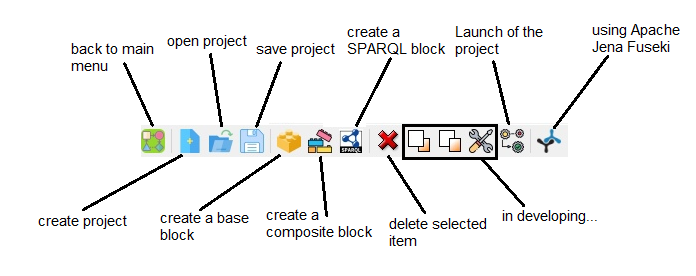 back to main
menu
open project
save project
create a
SPARQL block
Launch of the
project
using Apache
Jena Fuseki
SPARQL
create project
create a base
block
create a
composite block
delete selected
item
in developing...